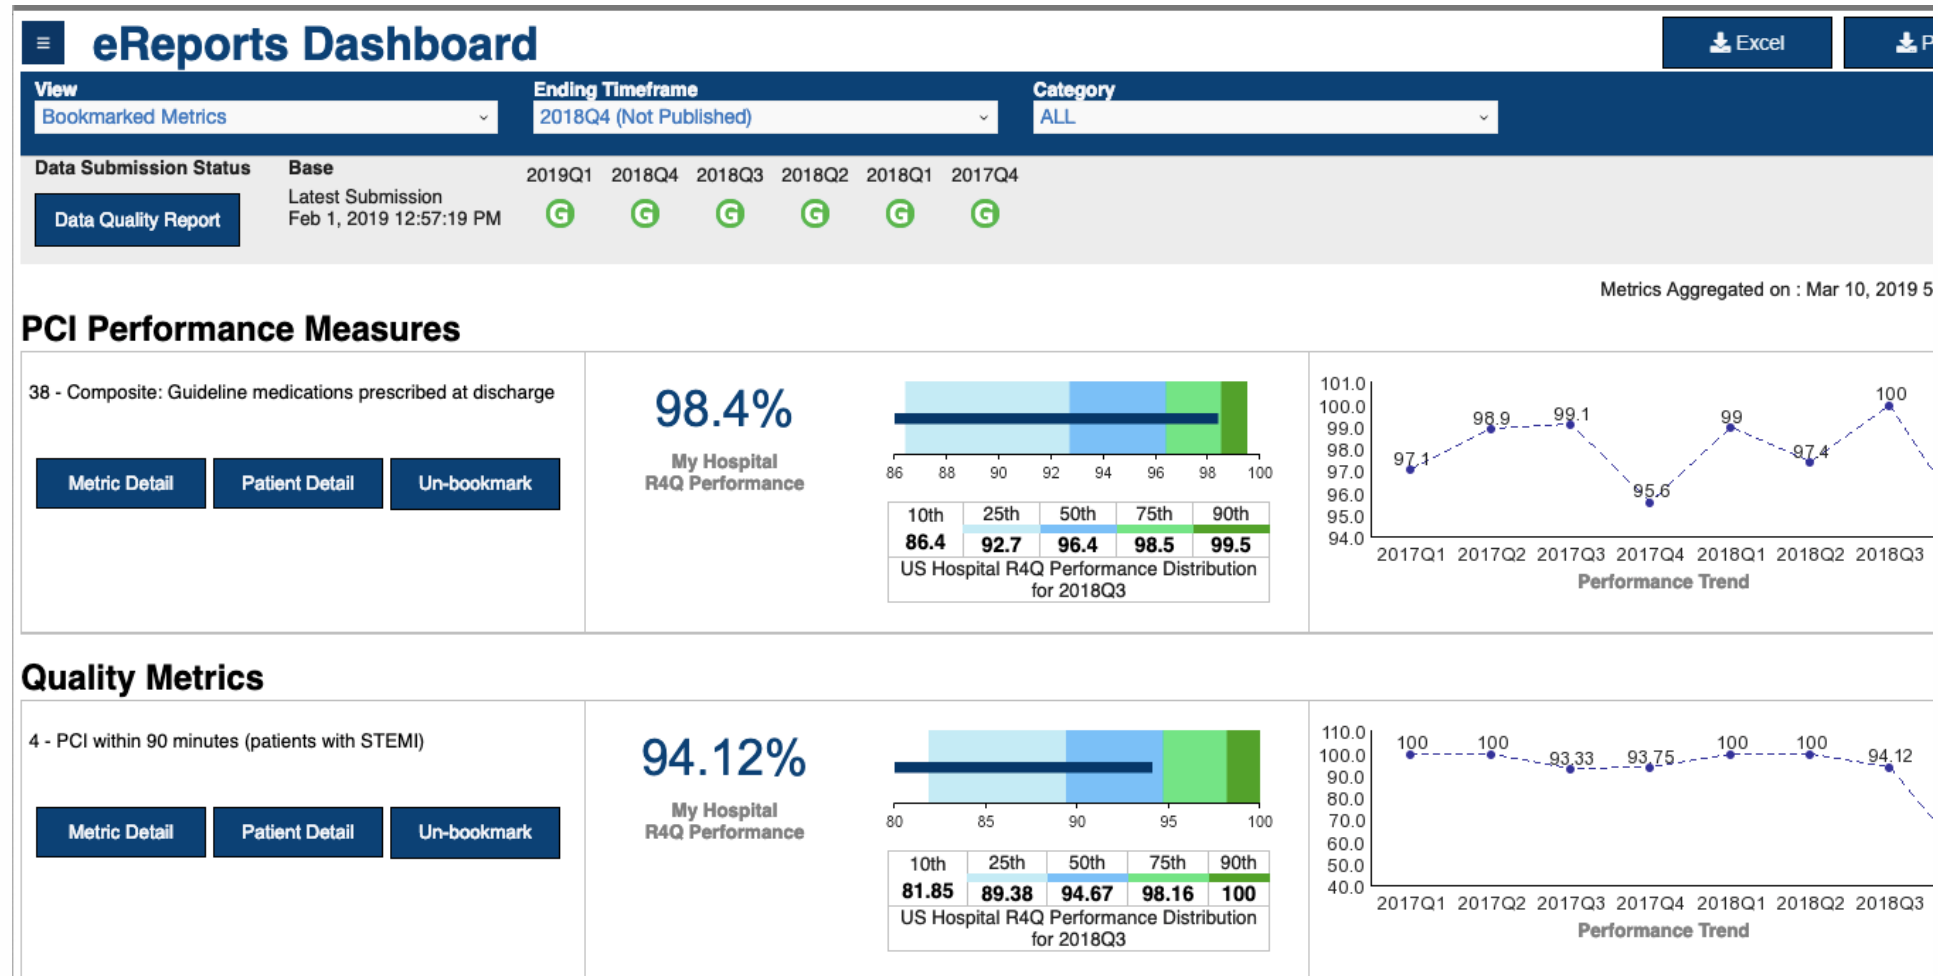 ≡ eReports Dashboard
Excel
P
View
Ending Timeframe
Category
Bookmarked Metrics
2018Q4 (Not Published)
ALL
Data Submission Status
Base
2019Q1 2018Q4 2018Q3 2018Q2 2018Q1 2017Q4
Latest Submission
Feb 1, 2019 12:57:19 PM
G G G G G G
Data Quality Report
Metrics Aggregated on : Mar 10, 2019 5
PCI Performance Measures
38 - Composite: Guideline medications prescribed at discharge
Metric Detail
Patient Detail
Un-bookmark
98.4%
My Hospital
R4Q Performance
86 88 90 92 94 96 98 100
10th 25th 50th 75th 90th
86.4 92.7 96.4 98.5 99.5
US Hospital R4Q Performance Distribution
for 2018Q3
101.0
100.0
99.0
98.0
97.0
96.0
95.0
94.0
97.1 98.9 99.1 95.6 99 97.4 100
2017Q1 2017Q2 2017Q3 2017Q4 2018Q1 2018Q2 2018Q3
Performance Trend
Quality Metrics
4 - PCI within 90 minutes (patients with STEMI)
Metric Detail
Patient Detail
Un-bookmark
94.12%
My Hospital
R4Q Performance
80 85 90 95 100
10th 25th 50th 75th 90th
81.85 89.38 94.67 98.16 100
US Hospital R4Q Performance Distribution
for 2018Q3
110.0
100.0
90.0
80.0
70.0
60.0
50.0
40.0
100 100 93.33 93.75 100 100 94.12
2017Q1 2017Q2 2017Q3 2017Q4 2018Q1 2018Q2 2018Q3
Performance Trend